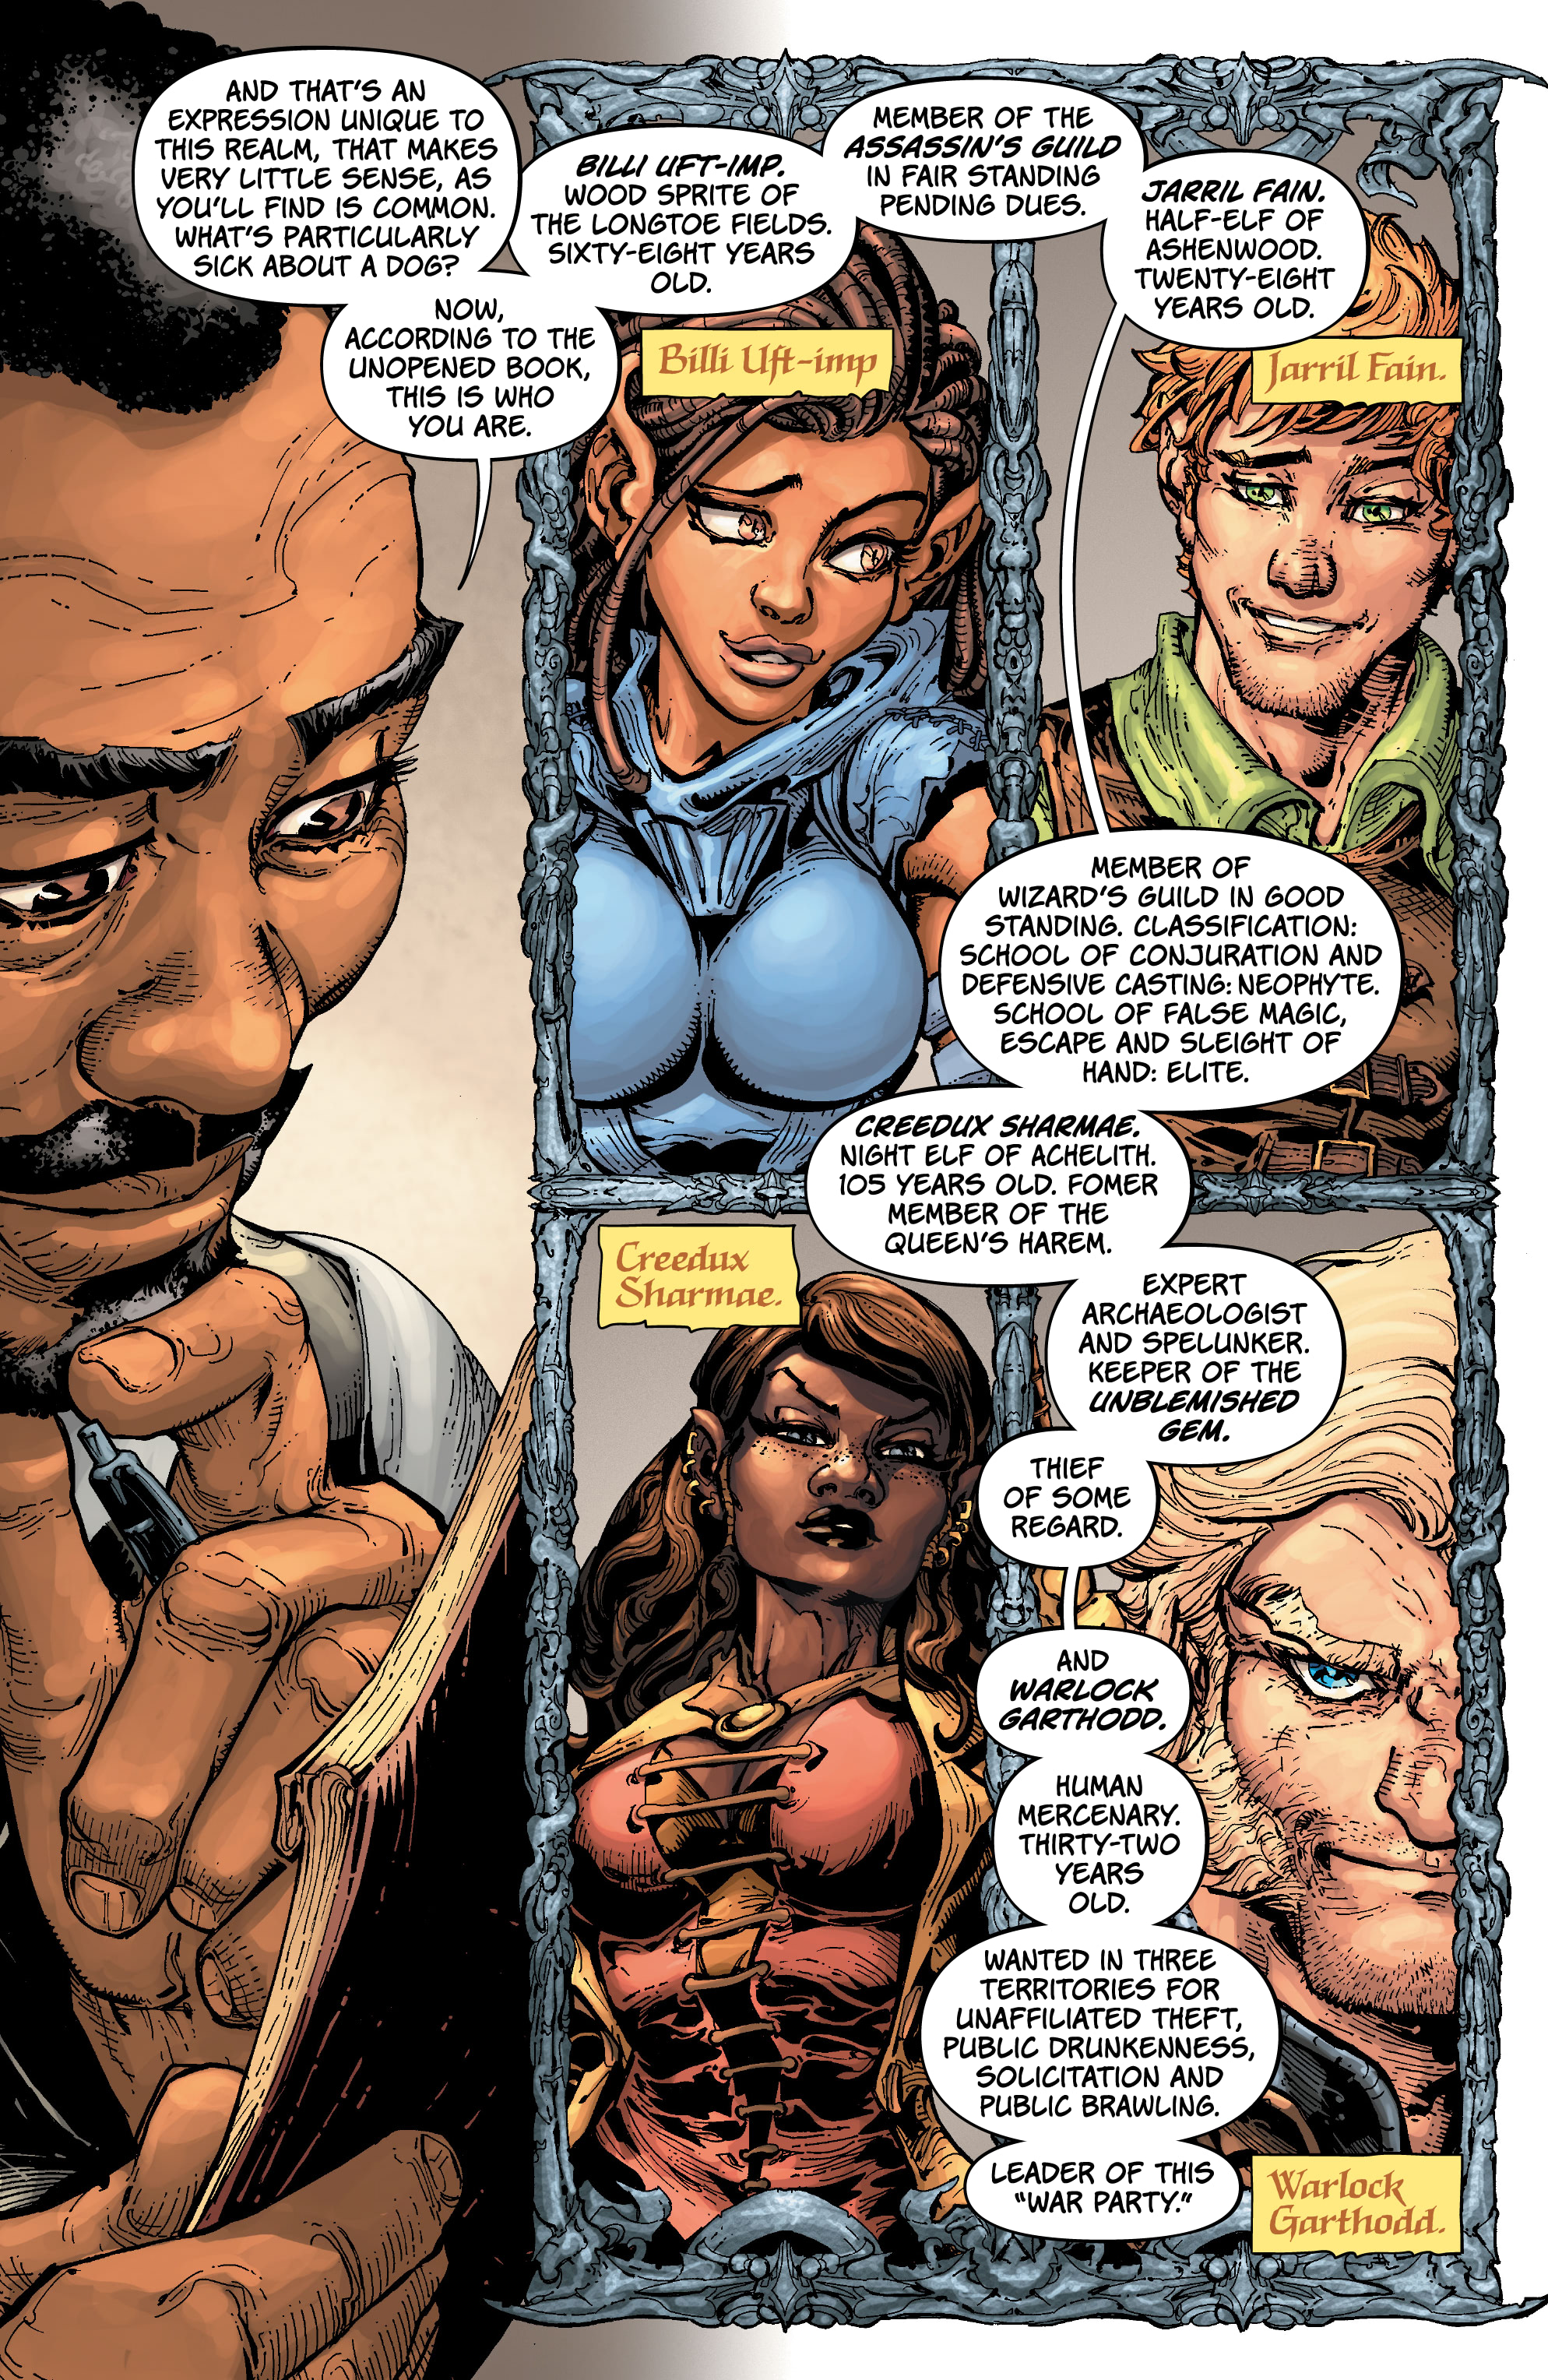 AND THAT'S AN
EXPRESSION UNIQUE TO
THIS REALM, THAT MAKES
VERY LITTLE SENSE, AS
YOU'LL FIND IS COMMON.
WHAT'S PARTICULARLY
SICK ABOUT A DOG?
NOW,
ACCORDING TO THE
UNOPENED BOOK,
THIS IS WHO
YOU ARE.
BILLI UFT-IMP.
WOOD SPRITE OF
THE LONGTOE FIELDS.
SIXTY-EIGHT YEARS
OLD.
MEMBER OF THE
ASSASSIN'S GUILD
IN FAIR STANDING
PENDING DUES.
Billi Uft-imp
JARRIL FAIN.
HALF-ELF OF
ASHENWOOD.
TWENTY-EIGHT
YEARS OLD.
Jarril Fain.
MEMBER OF
WIZARD'S GUILD IN GOOD
STANDING. CLASSIFICATION:
SCHOOL OF CONJURATION AND
DEFENSIVE CASTING: NEOPHYTE.
SCHOOL OF FALSE MAGIC,
ESCAPE AND SLEIGHT OF
HAND: ELITE.
CREEDUX SHARMAE.
NIGHT ELF OF ACHELITH.
105 YEARS OLD. FOMER
MEMBER OF THE
QUEEN'S HAREM.
Creedux
Sharmae.
EXPERT
ARCHAEOLOGIST
AND SPELUNKER.
KEEPER OF THE
UNBLEMISHED
GEM.
THIEF
OF SOME
REGARD.
AND
WARLOCK
GARTHODD.
HUMAN
MERCENARY.
THIRTY-TWO
YEARS
OLD.
WANTED IN THREE
TERRITORIES FOR
UNAFFILIATED THEFT,
PUBLIC DRUNKENNESS,
SOLICITATION AND
PUBLIC BRAWLING.
LEADER OF THIS
"WAR PARTY."
Warlock
Garthodd.